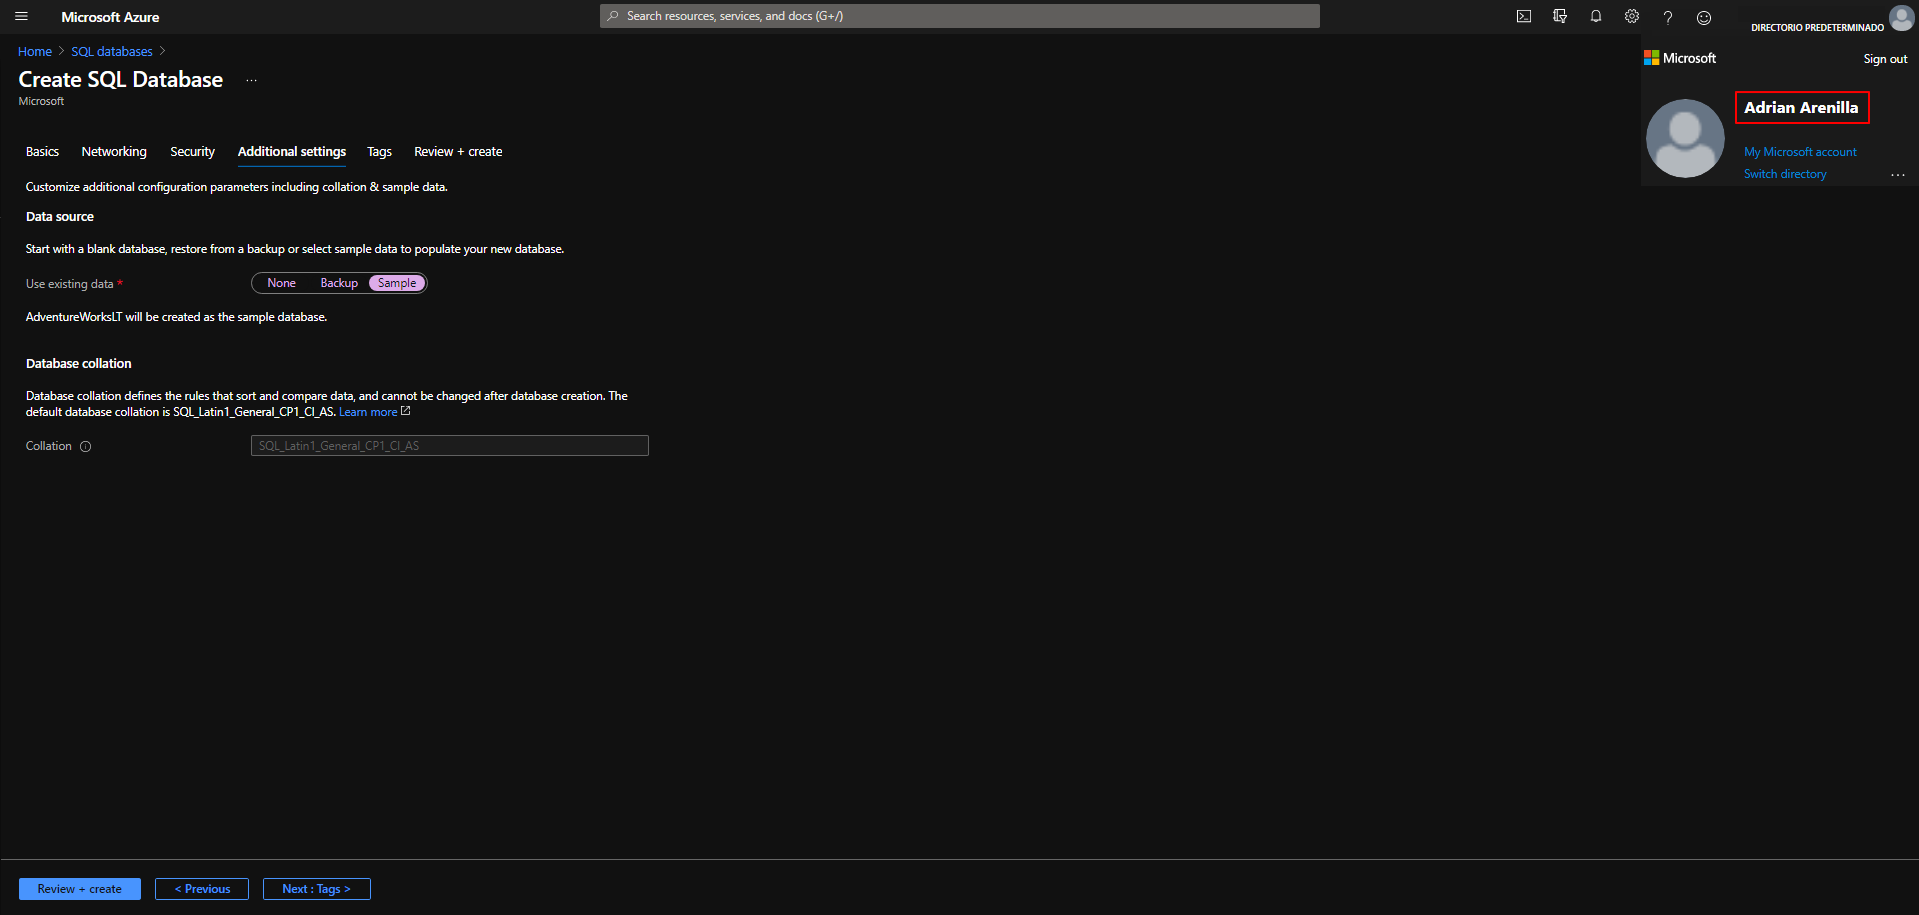 Microsoft Azure
Search resources, services, and docs (G+/)
DIRECTORIO PREDETERMINADO
Home > SQL databases >
Create SQL Database ...
Microsoft
Microsoft
Sign out
Adrian Arenilla
My Microsoft account
Switch directory
...
Basics Networking Security Additional settings Tags Review + create
Customize additional configuration parameters including collation & sample data.
Data source
Start with a blank database, restore from a backup or select sample data to populate your new database.
Use existing data * None Backup Sample
AdventureWorksLT will be created as the sample database.
Database collation
Database collation defines the rules that sort and compare data, and cannot be changed after database creation. The
default database collation is SQL_Latin1_General_CP1_CI_AS. Learn more
Collation SQL_Latin1_General_CP1_CI_AS
Review + create < Previous Next : Tags >